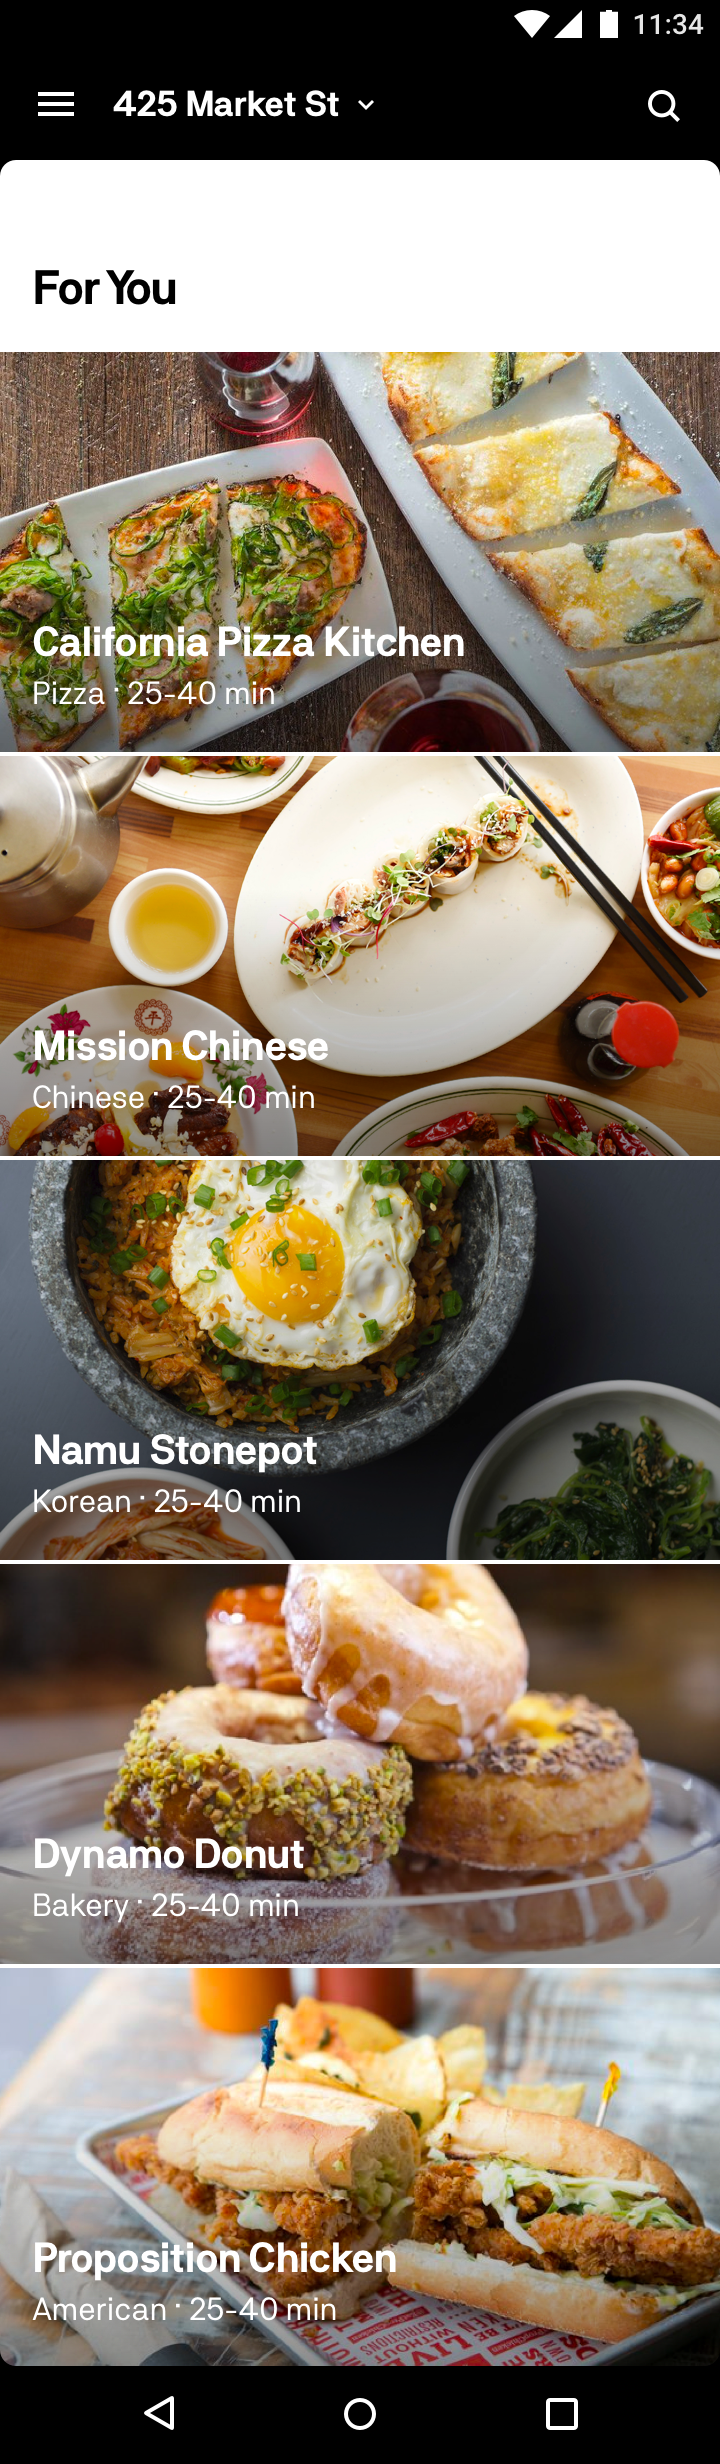 11:34
425 Market St
For You
California Pizza Kitchen
Pizza · 25-40 min
Mission Chinese
Chinese · 25-40 min
Namu Stonepot
Korean · 25-40 min
Dynamo Donut
Bakery · 25-40 min
Proposition Chicken
American · 25-40 min
WITHOUT
RESTRICTIONS